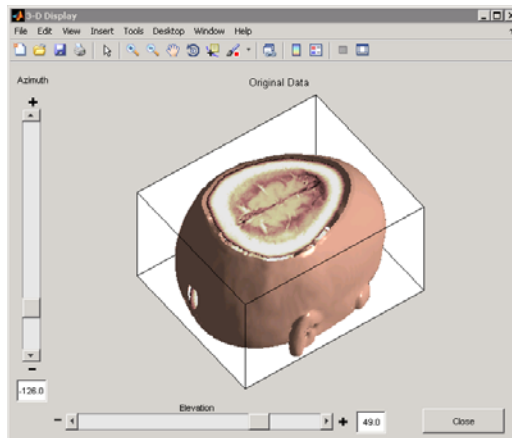 3-D Display
File Edit View Insert Tools Desktop Window Help
Azimuth
Original Data
+
−
-126.0
Elevation
− + 49.0 Close